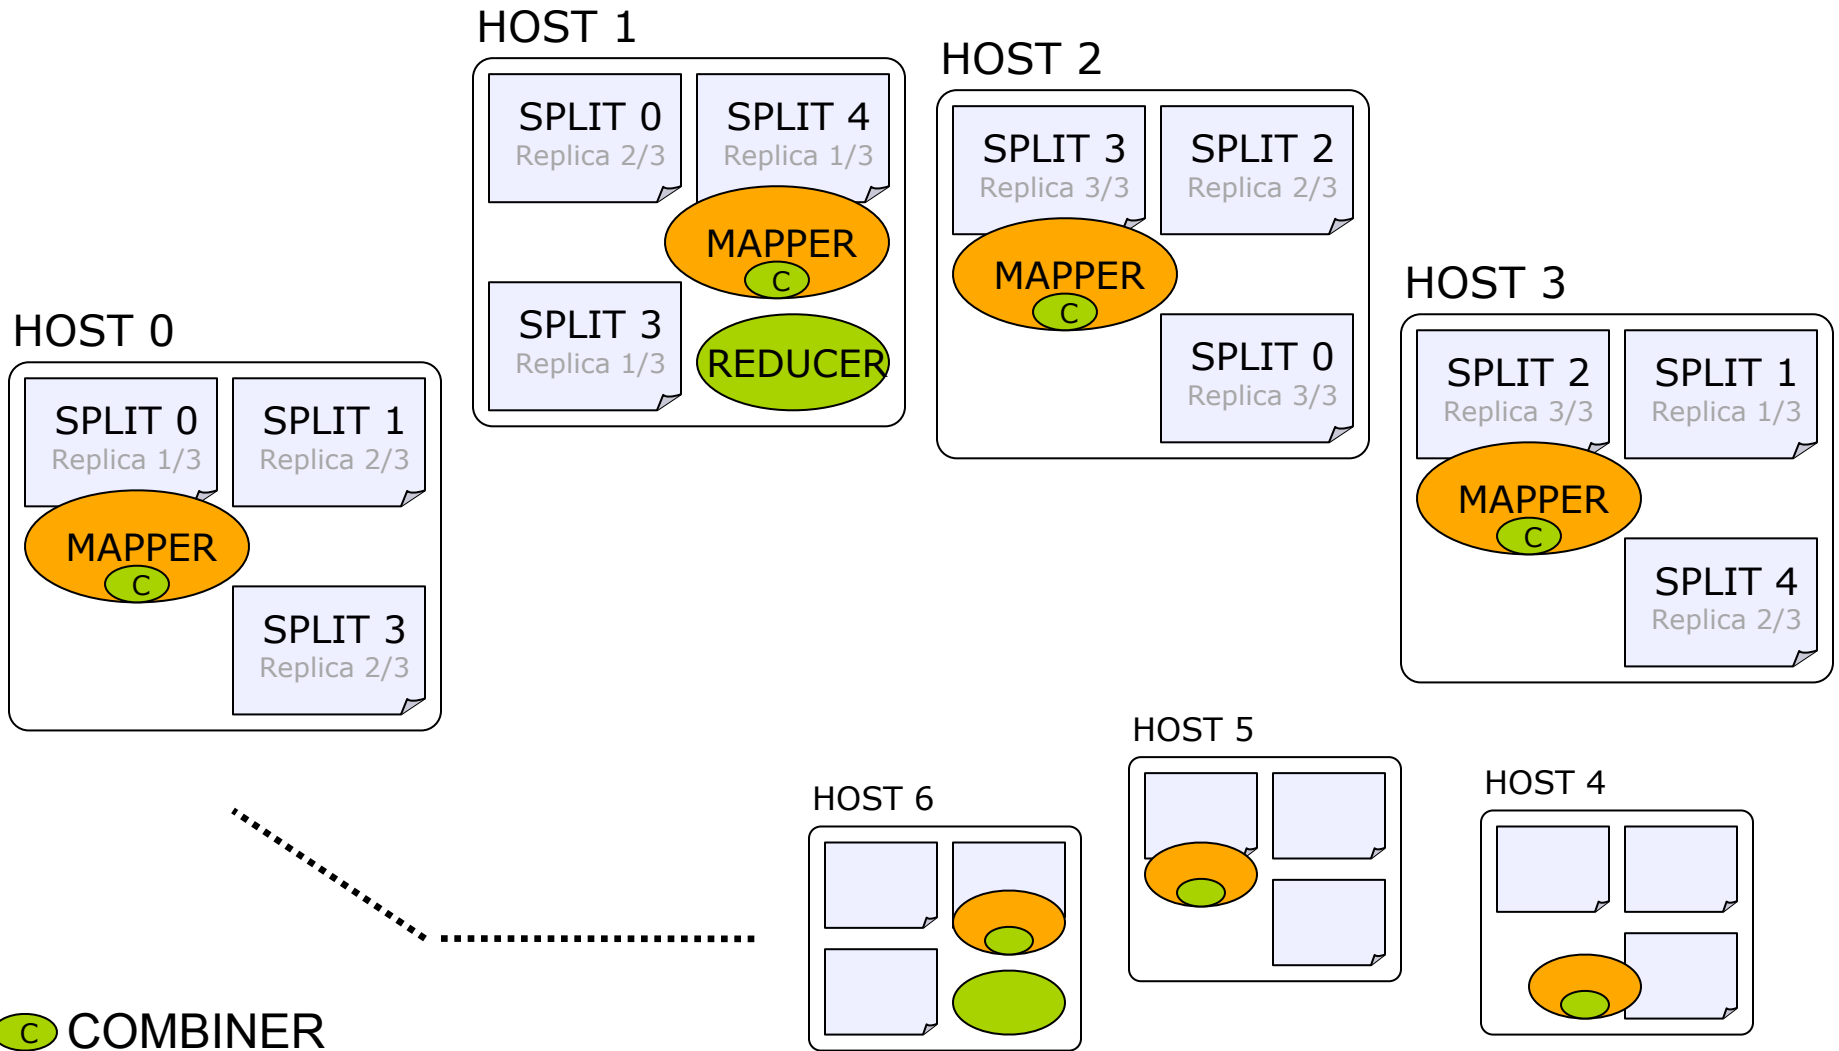 HOST 0
SPLIT 0
Replica 1/3
SPLIT 1
Replica 2/3
MAPPER
C
SPLIT 3
Replica 2/3
HOST 1
SPLIT 0
Replica 2/3
SPLIT 4
Replica 1/3
MAPPER
C
SPLIT 3
Replica 1/3
REDUCER
HOST 2
SPLIT 3
Replica 3/3
SPLIT 2
Replica 2/3
MAPPER
C
SPLIT 0
Replica 3/3
HOST 3
SPLIT 2
Replica 3/3
SPLIT 1
Replica 1/3
MAPPER
C
SPLIT 4
Replica 2/3
HOST 6
HOST 5
HOST 4
C COMBINER